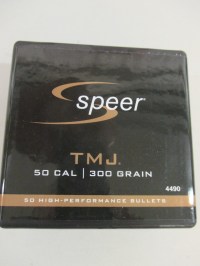 speer
TMJ.
50 CAL | 300 GRAIN
4490
50 HIGH-PERFORMANCE BULLETS